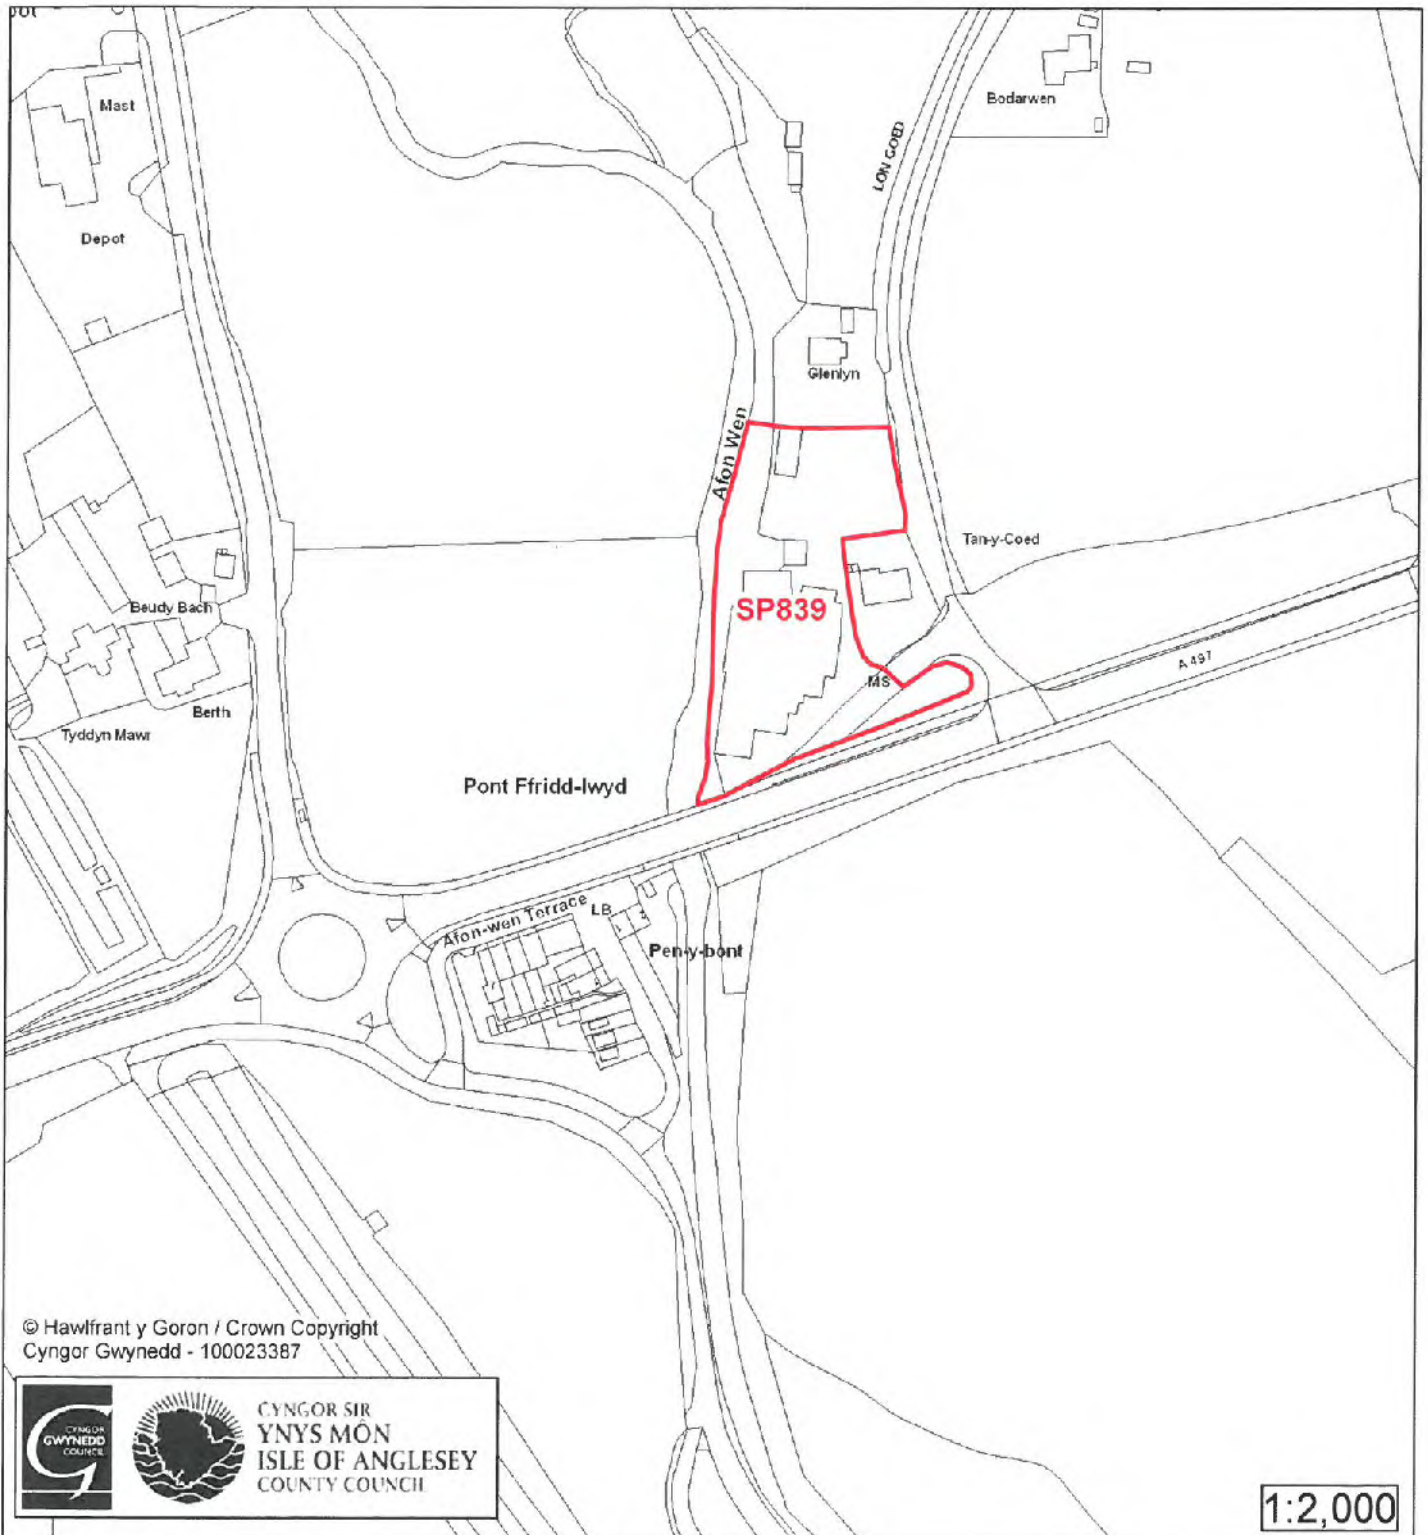 Mast
Bodarwen
LON GOED
Depot
Glenlyn
Afon Wen
Tan-y-Coed
Beudy Bach
SP839
A 497
MS
Berth
Tyddyn Mawr
Pont Ffridd-lwyd
Afon-wen Terrace
LB
Pen-y-bont
© Hawlfrant y Goron / Crown Copyright
Cyngor Gwynedd - 100023387
CYNGOR
GWYNEDD
COUNCIL
CYNGOR SIR
YNYS MÔN
ISLE OF ANGLESEY
COUNTY COUNCIL
1:2,000